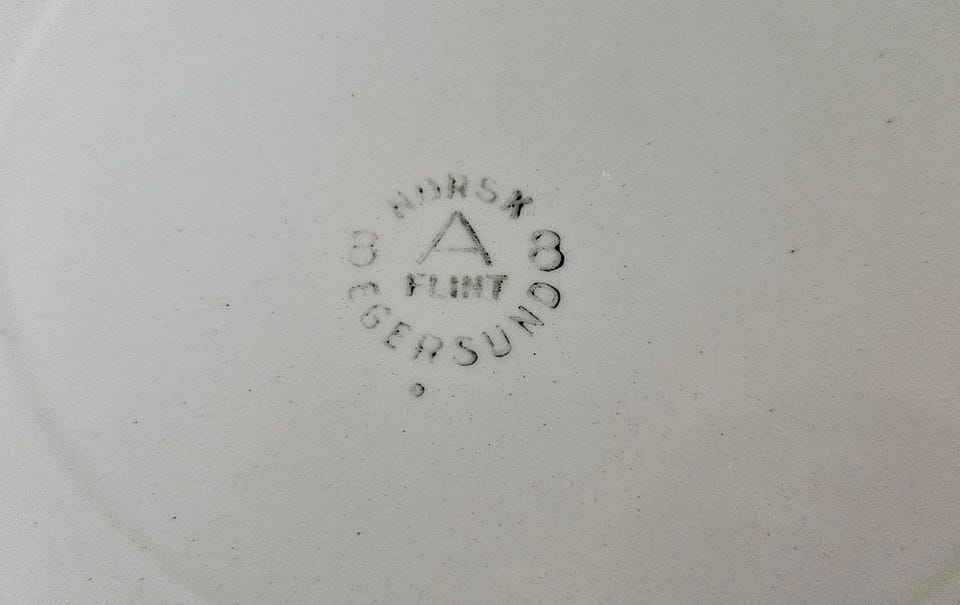 NORSK
8 A 8
FLINT
EGERSUND